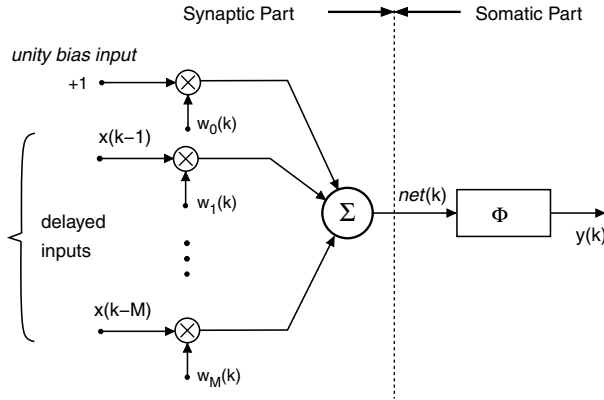 Synaptic Part
Somatic Part
unity bias input
+1
w0(k)
x(k−1)
w1(k)
delayed
inputs
x(k−M)
wM(k)
Σ
net(k)
Φ
y(k)